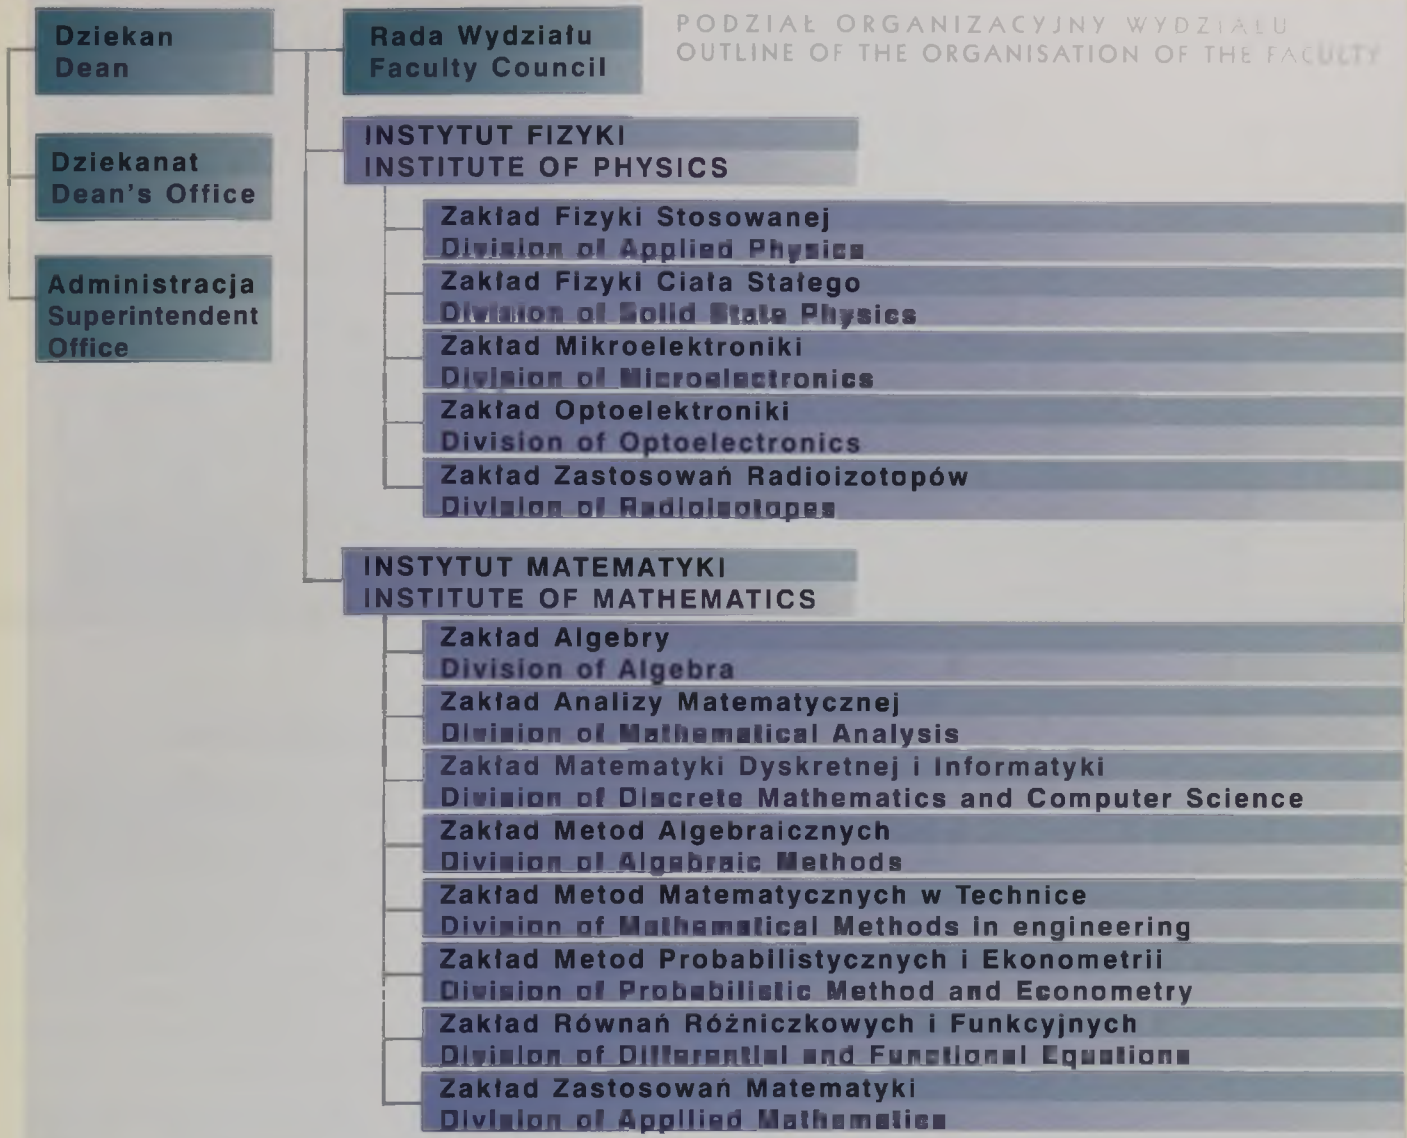 PODZIAŁ ORGANIZACYJNY WYDZIAŁU
OUTLINE OF THE ORGANISATION OF THE FACULTY
Dziekan
Dean
Rada Wydziału
Faculty Council
Dziekanat
Dean's Office
Administracja
Superintendent
Office
INSTYTUT FIZYKI
INSTITUTE OF PHYSICS
Zakład Fizyki Stosowanej
Division of Applied Physics
Zakład Fizyki Ciała Stałego
Division of Solid State Physics
Zakład Mikroelektroniki
Division of Microelectronics
Zakład Optoelektroniki
Division of Optoelectronics
Zakład Zastosowań Radioizotopów
Division of Radioisotopes
INSTYTUT MATEMATYKI
INSTITUTE OF MATHEMATICS
Zakład Algebry
Division of Algebra
Zakład Analizy Matematycznej
Division of Mathematical Analysis
Zakład Matematyki Dyskretnej i Informatyki
Division of Discrete Mathematics and Computer Science
Zakład Metod Algebraicznych
Division of Algebraic Methods
Zakład Metod Matematycznych w Technice
Division of Mathematical Methods in engineering
Zakład Metod Probabilistycznych i Ekonometrii
Division of Probabilistic Method and Econometry
Zakład Równań Różniczkowych i Funkcyjnych
Division of Differential and Functional Equations
Zakład Zastosowań Matematyki
Division of Appllied Mathematics